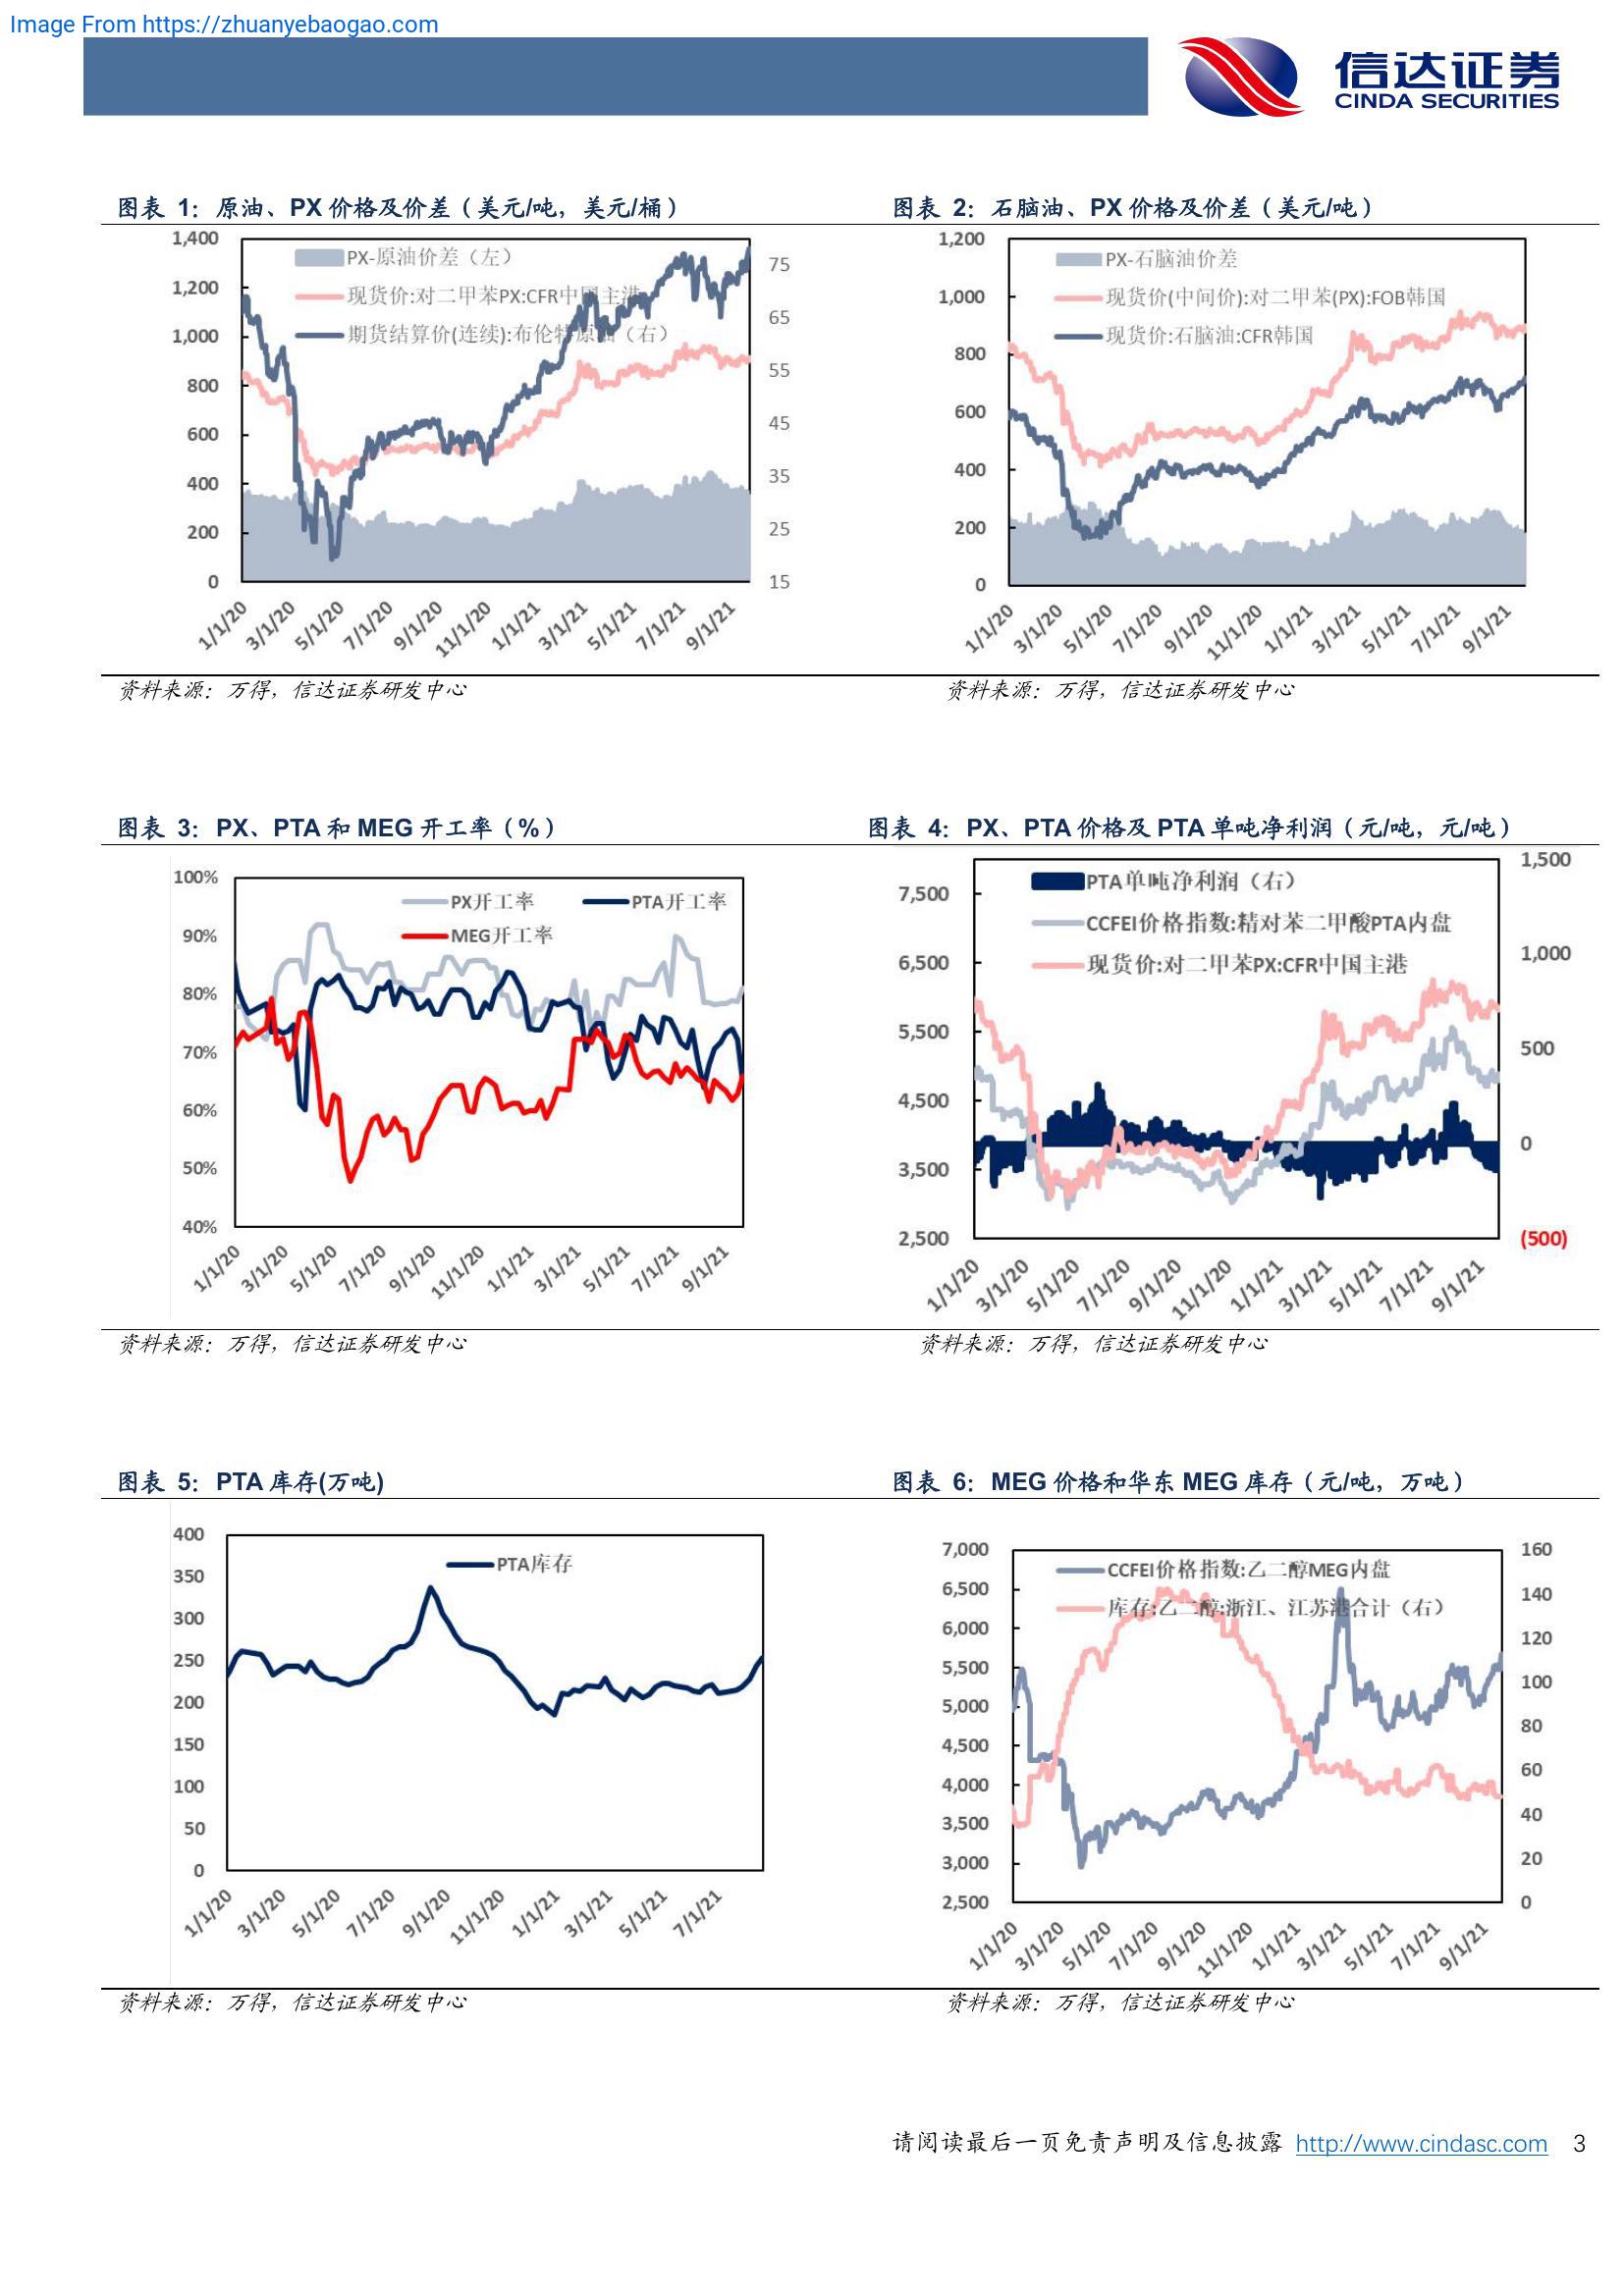 Image From https://zhuanyebaogao.com
信达证券
CINDA SECURITIES
图表 1：原油、PX 价格及价差（美元/吨，美元/桶）
1,400
1,200
1,000
800
600
400
200
0
PX-原油价差（左）
现货价:对二甲苯PX:CFR中国主港
期货结算价(连续):布伦特原油（右）
75
65
55
45
35
25
15
1/1/20 3/1/20 5/1/20 7/1/20 9/1/20 11/1/20 1/1/21 3/1/21 5/1/21 7/1/21 9/1/21
资料来源：万得，信达证券研发中心
图表 2：石脑油、PX 价格及价差（美元/吨）
1,200
1,000
800
600
400
200
0
PX-石脑油价差
现货价(中间价):对二甲苯(PX):FOB韩国
现货价:石脑油:CFR韩国
1/1/20 3/1/20 5/1/20 7/1/20 9/1/20 11/1/20 1/1/21 3/1/21 5/1/21 7/1/21 9/1/21
资料来源：万得，信达证券研发中心
图表 3：PX、PTA 和 MEG 开工率（%）
100%
90%
80%
70%
60%
50%
40%
PX开工率 PTA开工率
MEG开工率
1/1/20 3/1/20 5/1/20 7/1/20 9/1/20 11/1/20 1/1/21 3/1/21 5/1/21 7/1/21 9/1/21
资料来源：万得，信达证券研发中心
图表 4：PX、PTA 价格及 PTA 单吨净利润（元/吨，元/吨）
7,500
6,500
5,500
4,500
3,500
2,500
PTA单吨净利润（右）
CCFEI价格指数:精对苯二甲酸PTA内盘
现货价:对二甲苯PX:CFR中国主港
1,500
1,000
500
0
(500)
1/1/20 3/1/20 5/1/20 7/1/20 9/1/20 11/1/20 1/1/21 3/1/21 5/1/21 7/1/21 9/1/21
资料来源：万得，信达证券研发中心
图表 5：PTA 库存(万吨)
400
350
300
250
200
150
100
50
0
PTA库存
1/1/20 3/1/20 5/1/20 7/1/20 9/1/20 11/1/20 1/1/21 3/1/21 5/1/21 7/1/21
资料来源：万得，信达证券研发中心
图表 6：MEG 价格和华东 MEG 库存（元/吨，万吨）
7,000
6,500
6,000
5,500
5,000
4,500
4,000
3,500
3,000
2,500
CCFEI价格指数:乙二醇MEG内盘
库存:乙二醇:浙江、江苏港合计（右）
160
140
120
100
80
60
40
20
0
1/1/20 3/1/20 5/1/20 7/1/20 9/1/20 11/1/20 1/1/21 3/1/21 5/1/21 7/1/21 9/1/21
资料来源：万得，信达证券研发中心
请阅读最后一页免责声明及信息披露 http://www.cindasc.com 3